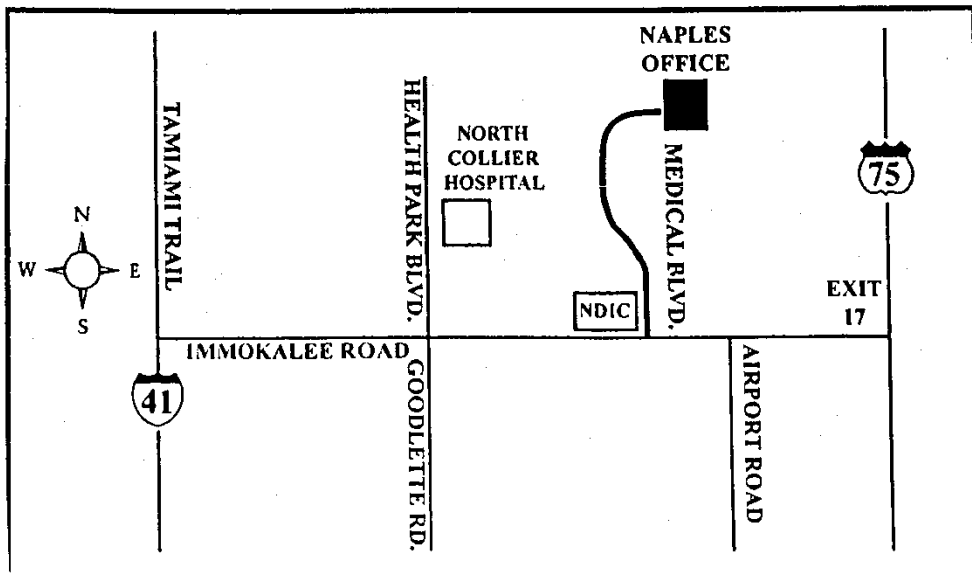 NAPLES
OFFICE
TAMIAMI TRAIL
HEALTH PARK BLVD.
NORTH
COLLIER
HOSPITAL
MEDICAL BLVD.
75
N
W
E
S
NDIC
EXIT
17
IMMOKALEE ROAD
41
GOODLETTE RD.
AIRPORT ROAD